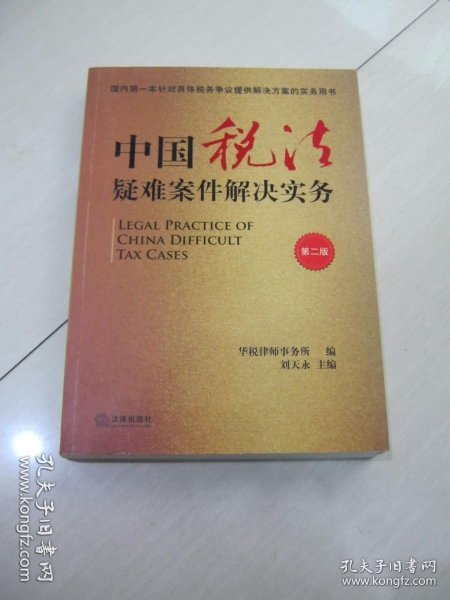 国内第一本针对具体税务争议提供解决方案的实务用书
中国税法
疑难案件解决实务
LEGAL PRACTICE OF
CHINA DIFFICULT
TAX CASES
第二版
华税律师事务所 编
刘天永 主编
法律出版社
孔夫子旧书网
孔夫子旧书网
www.kongfz.com